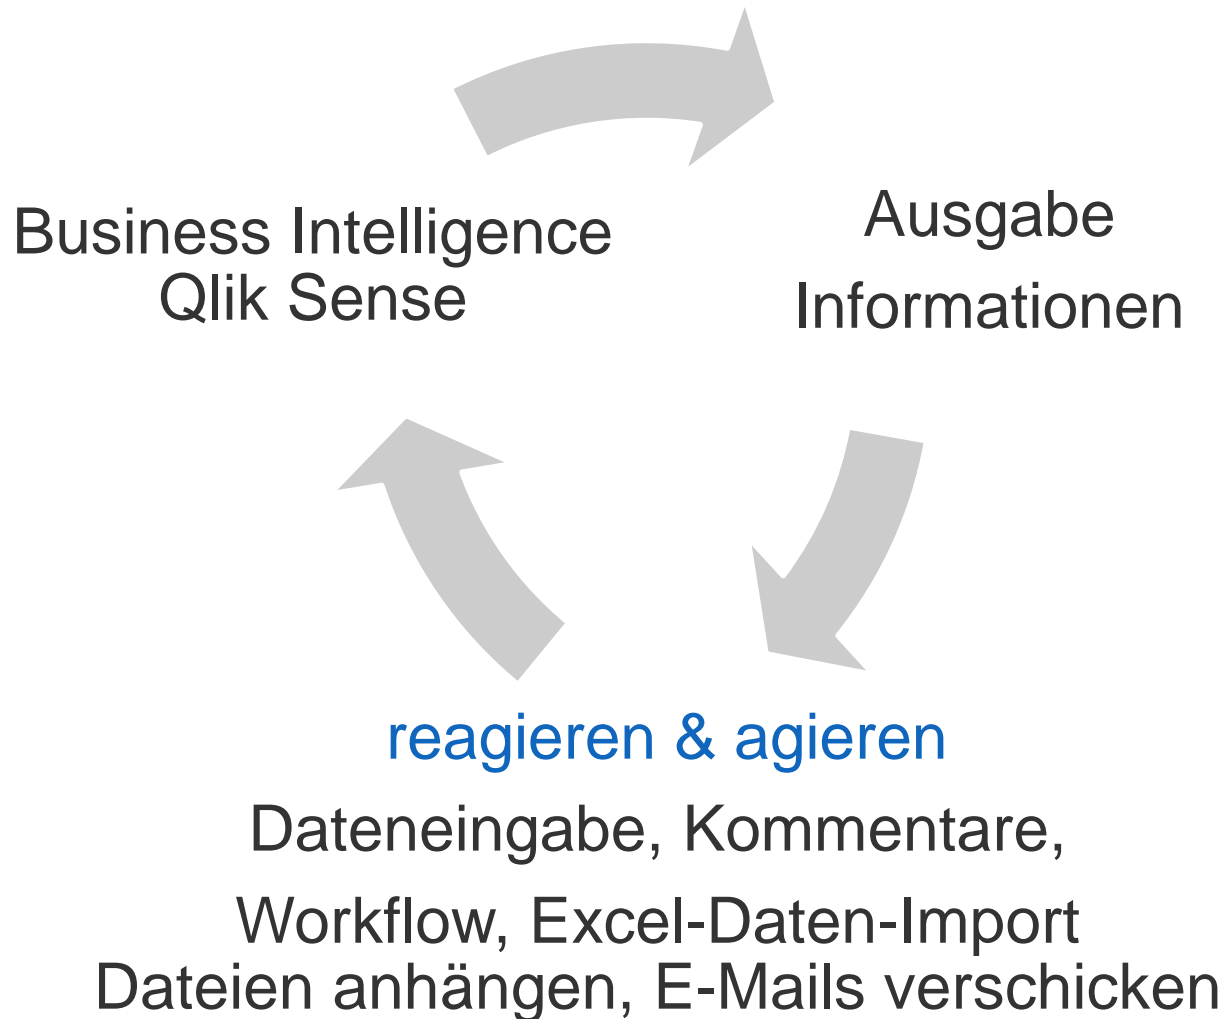 Business Intelligence
Qlik Sense
Ausgabe
Informationen
reagieren & agieren
Dateneingabe, Kommentare,
Workflow, Excel-Daten-Import
Dateien anhängen, E-Mails verschicken